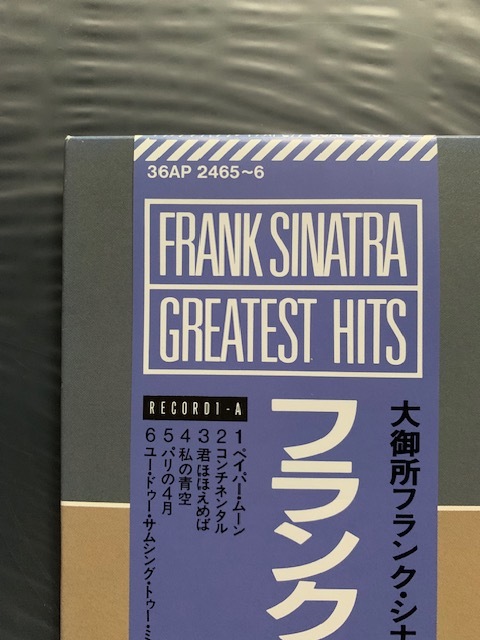 36AP 2465~6
FRANK SINATRA
GREATEST HITS
大御所フランク・シナ
フランク
RECORD1-A
1 ペイパー・ムーン
2 コンチネンタル
3 君ほほえめば
4 私の青空
5 パリの4月
6 ユー・ドゥー・サムシング・トゥー・ミ